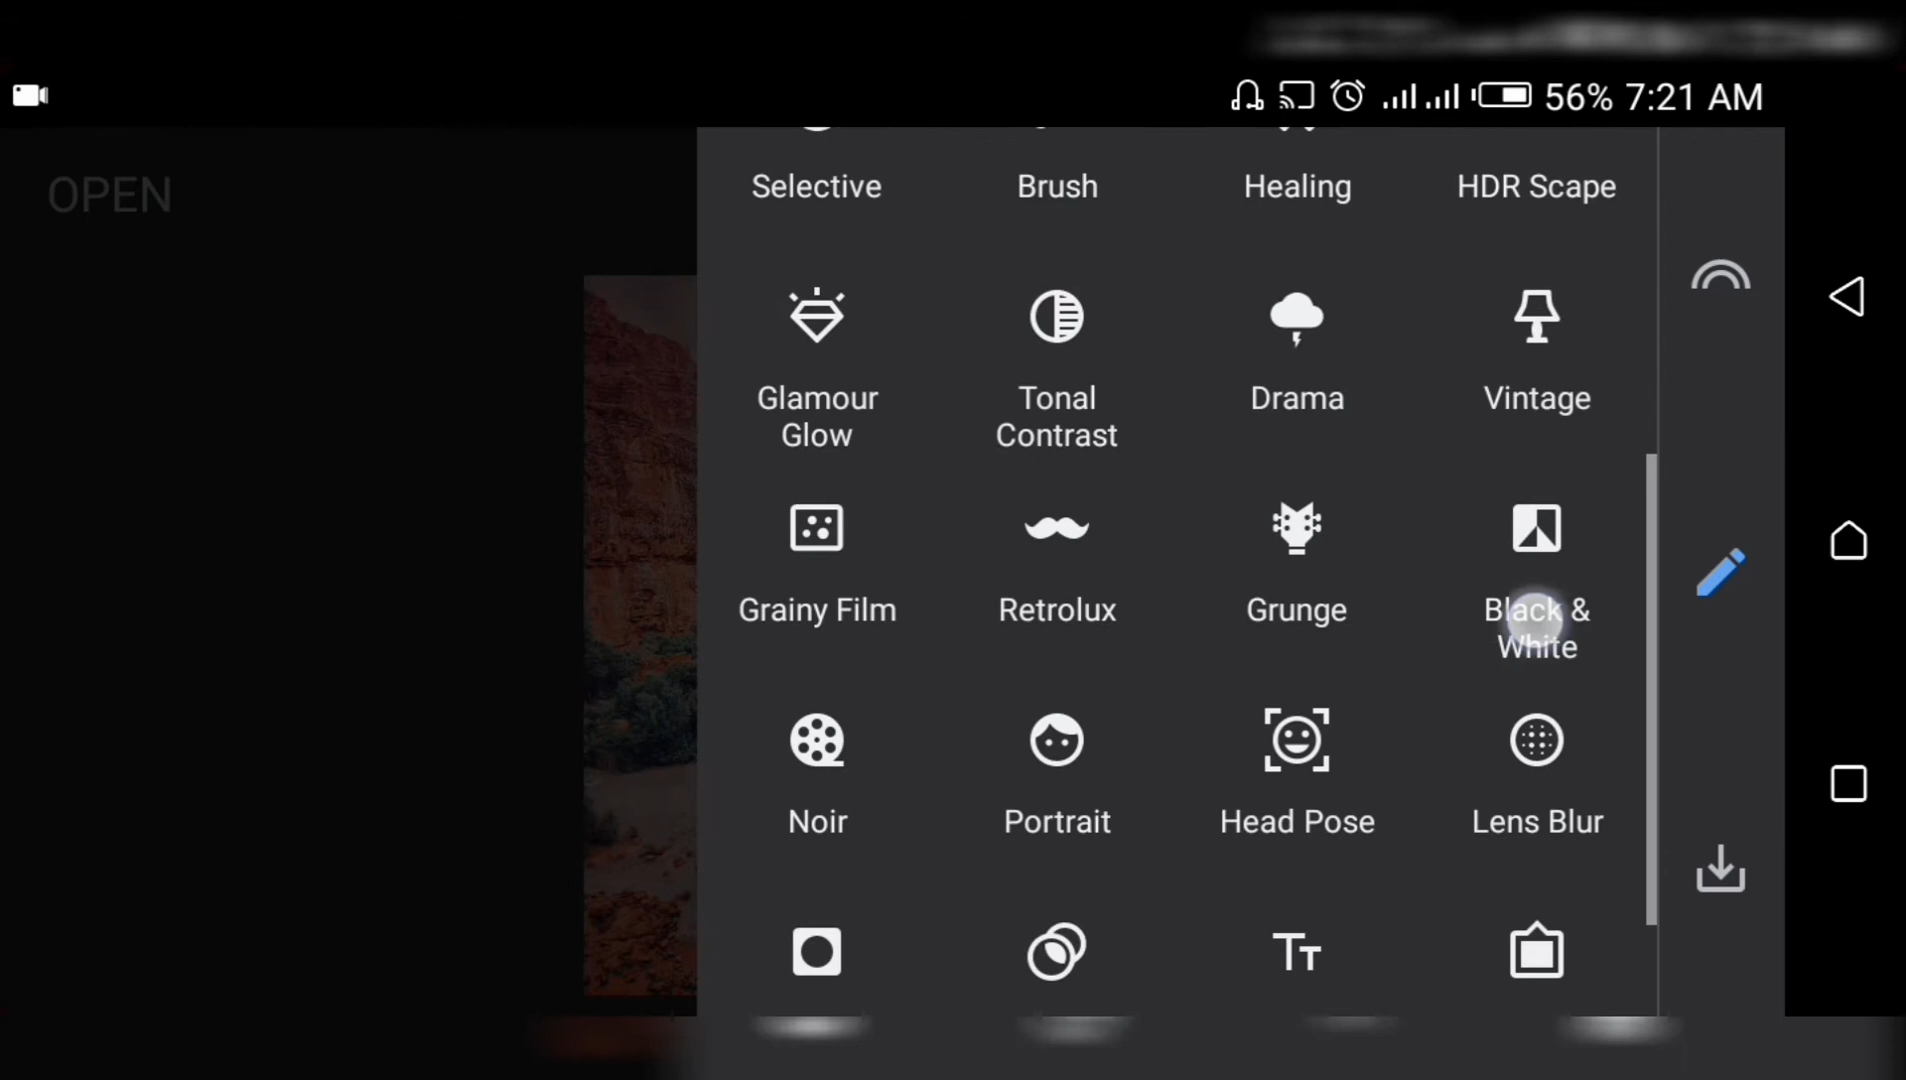 56% 7:21 AM
OPEN
Selective Brush Healing HDR Scape
Glamour Glow
Tonal Contrast
Drama
Vintage
Grainy Film
Retrolux
Grunge
Black & White
Noir
Portrait
Head Pose
Lens Blur
Tт